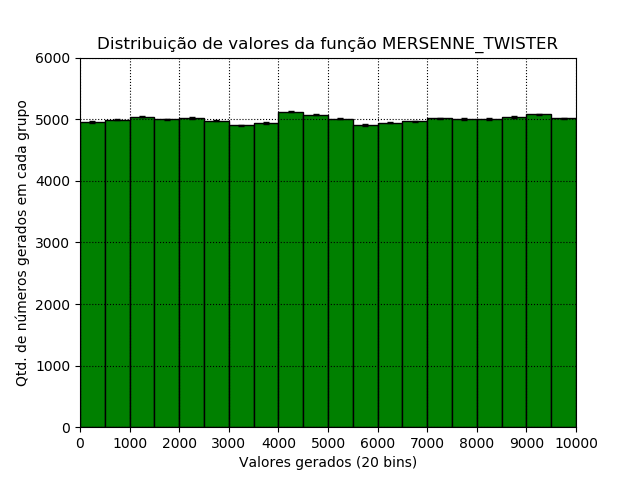 Distribuição de valores da função MERSENNE_TWISTER
6000
5000
4000
3000
2000
1000
0
Qtd. de números gerados em cada grupo
0 1000 2000 3000 4000 5000 6000 7000 8000 9000 10000
Valores gerados (20 bins)